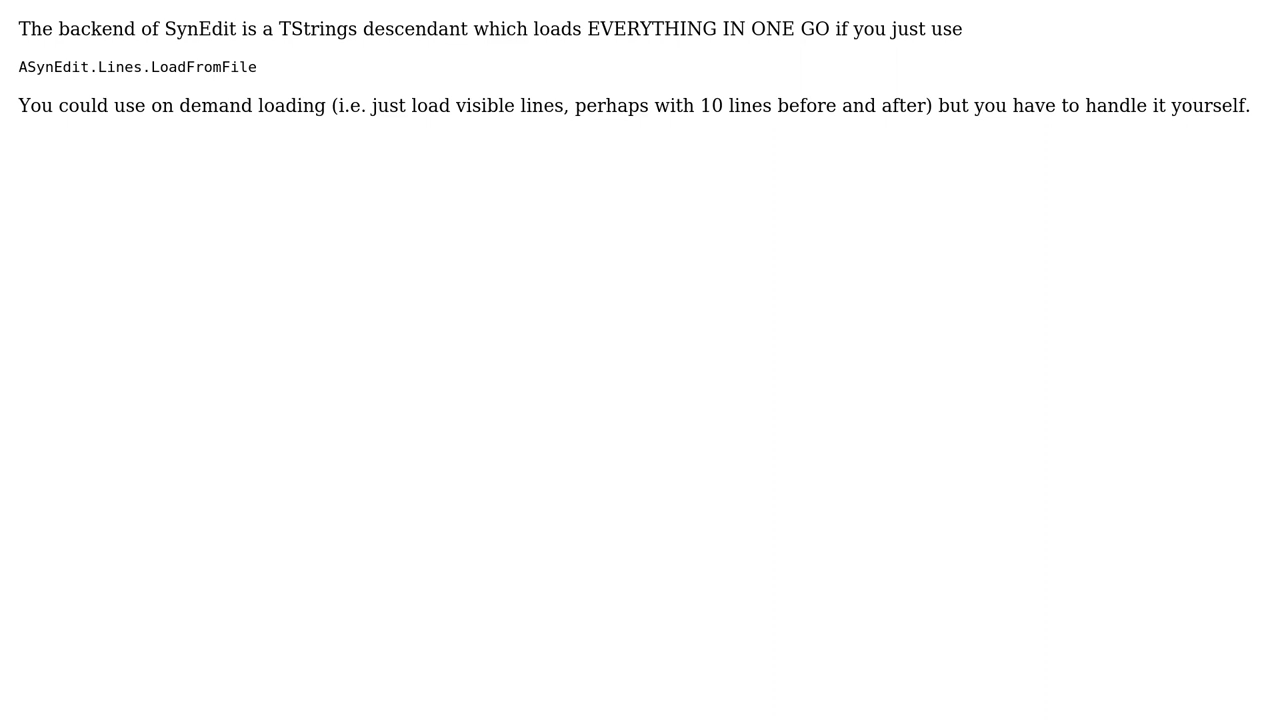 The backend of SynEdit is a TStrings descendant which loads EVERYTHING IN ONE GO if you just use
ASynEdit.Lines.LoadFromFile
You could use on demand loading (i.e. just load visible lines, perhaps with 10 lines before and after) but you have to handle it yourself.